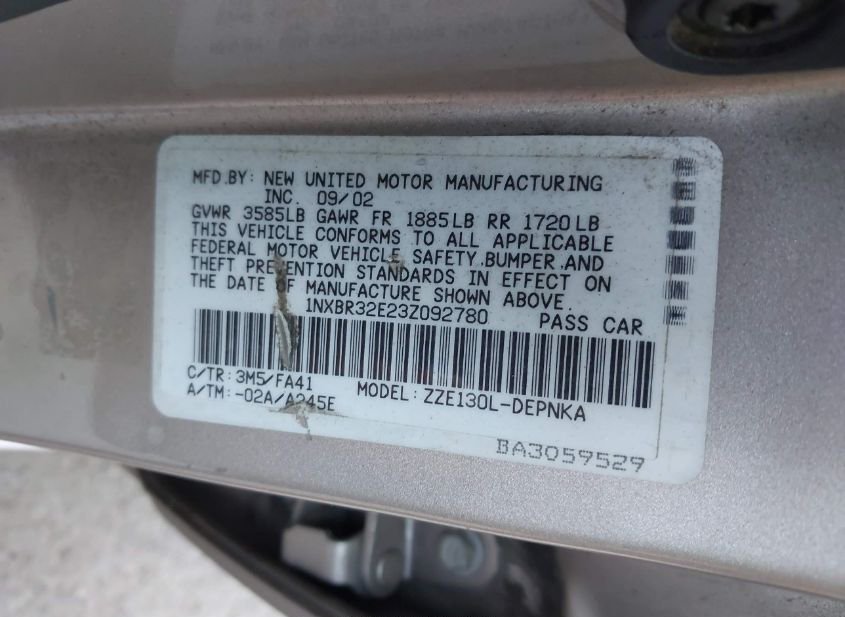 MFD.BY: NEW UNITED MOTOR MANUFACTURING
INC. 09/02
GVWR 3585LB GAWR FR 1885LB RR 1720LB
THIS VEHICLE CONFORMS TO ALL APPLICABLE
FEDERAL MOTOR VEHICLE SAFETY.BUMPER.AND
THEFT PREVENTION STANDARDS IN EFFECT ON
THE DATE OF MANUFACTURE SHOWN ABOVE.
1NXBR32E23Z092780 PASS CAR
C/TR: 3M5/FA41 MODEL: ZZE130L-DEPNKA
A/TM: -02A/A245E
BA3059529